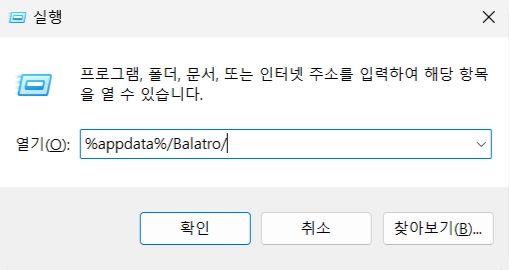 실행
프로그램, 폴더, 문서, 또는 인터넷 주소를 입력하여 해당 항목
을 열 수 있습니다.
열기(O): %appdata%/Balatro/
확인 취소 찾아보기(B)...